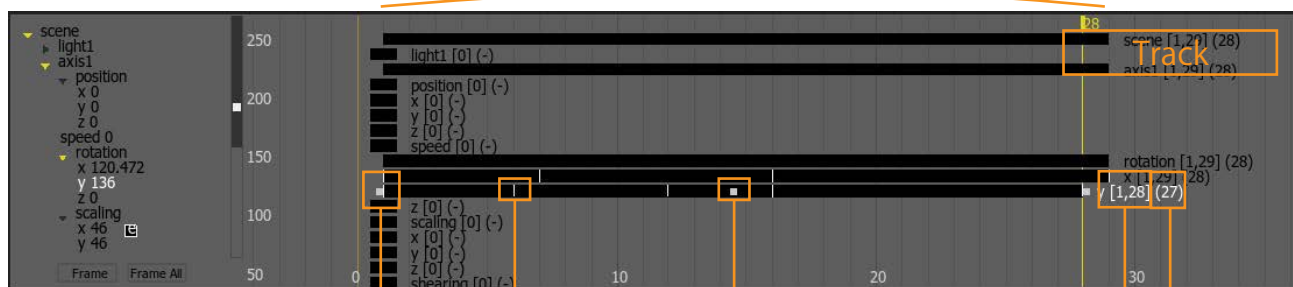 scene
light1
axis1
position
x 0
y 0
z 0
speed 0
rotation
x 120.472
y 136
z 0
scaling
x 46 e
y 46
Frame Frame All
250
200
150
100
50
28
scene [1,29] (28)
light1 [0] (-)
Track
axis1 [1,29] (28)
position [0] (-)
x [0] (-)
y [0] (-)
z [0] (-)
speed [0] (-)
rotation [1,29] (28)
x [1,29] (28)
y [1,28] (27)
z [0] (-)
scaling [0] (-)
x [0] (-)
y [0] (-)
z [0] (-)
shearing [0] (-)
0 10 20 30